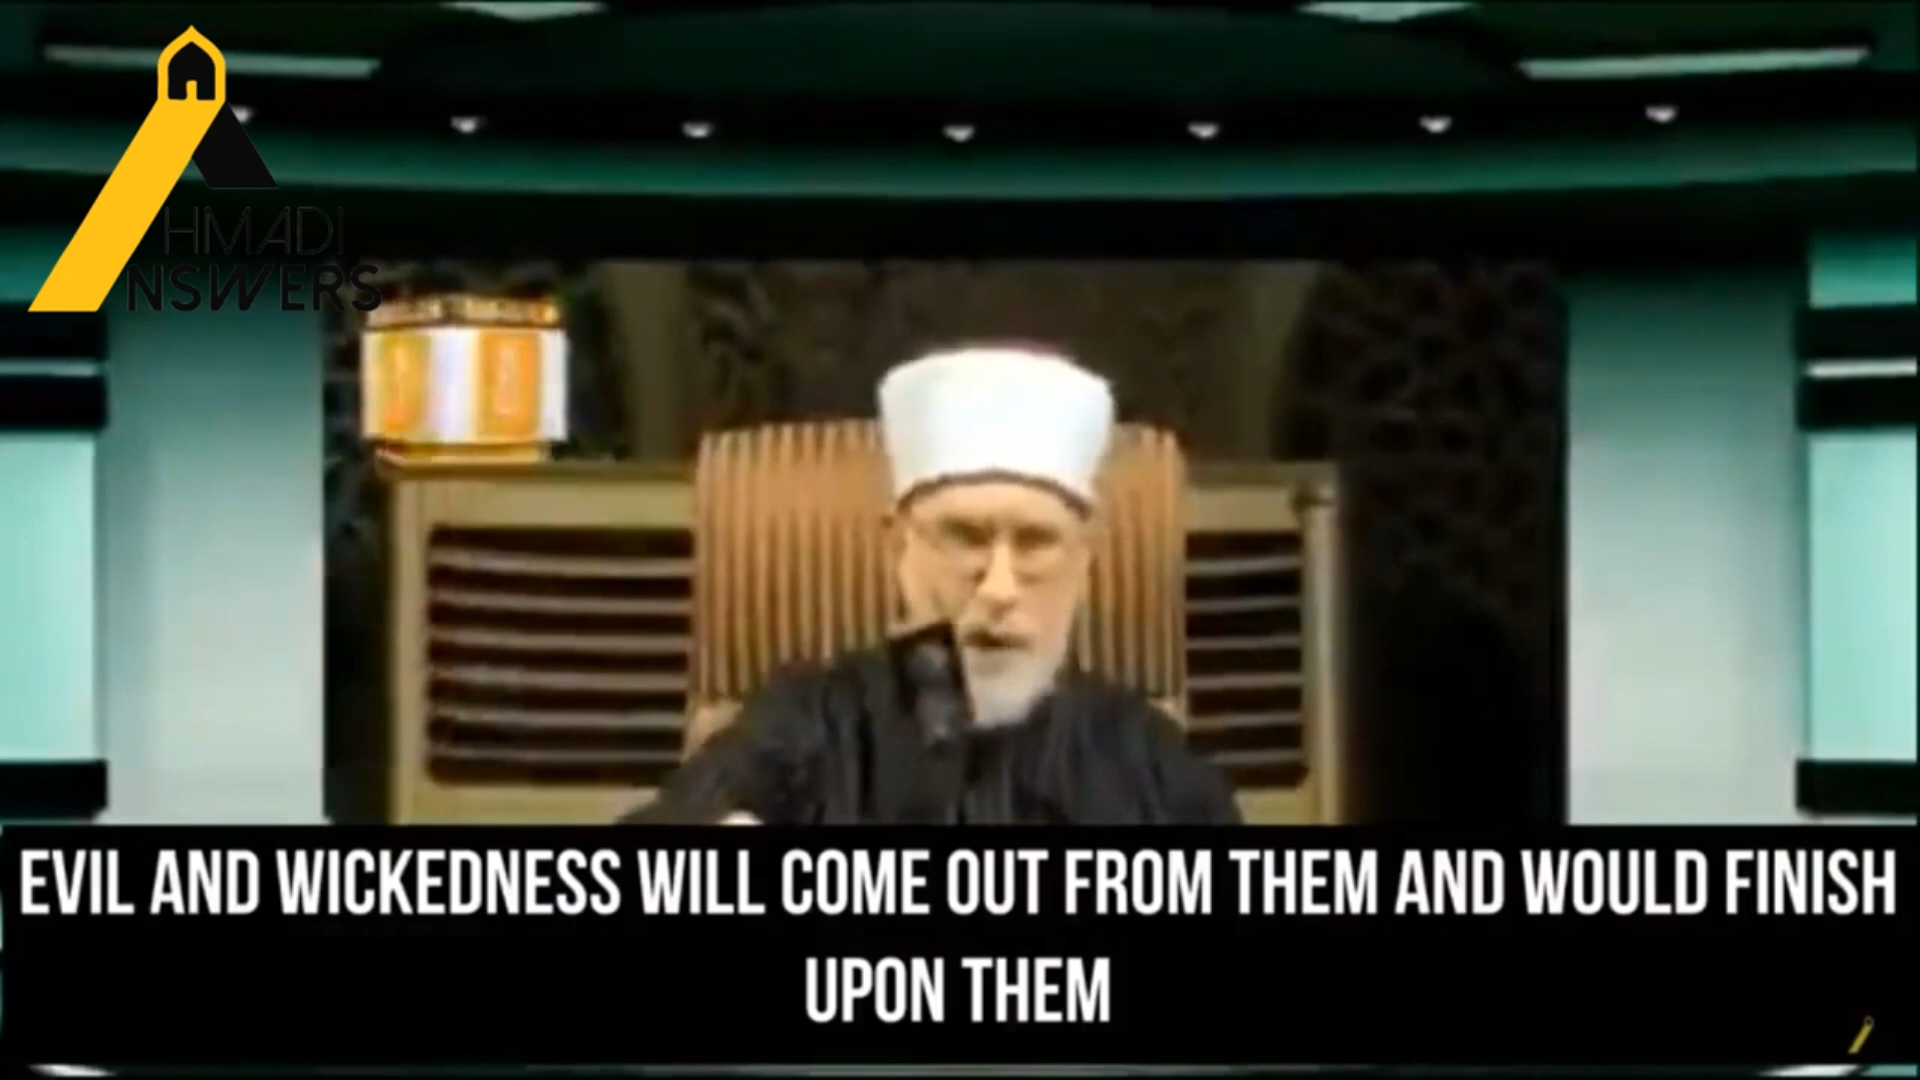 HMADI
NSWERS
EVIL AND WICKEDNESS WILL COME OUT FROM THEM AND WOULD FINISH
UPON THEM